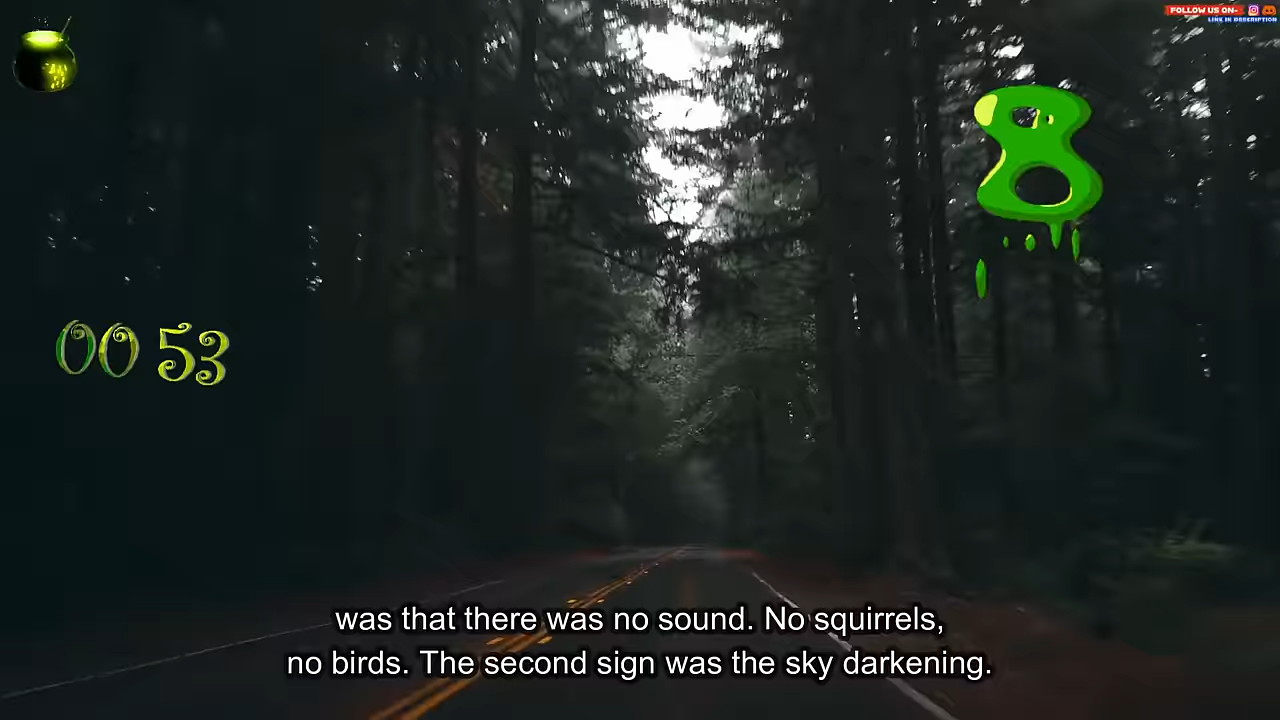 FOLLOW US ON-
LINK IN DESCRIPTION
8
00 53
was that there was no sound. No squirrels,
no birds. The second sign was the sky darkening.